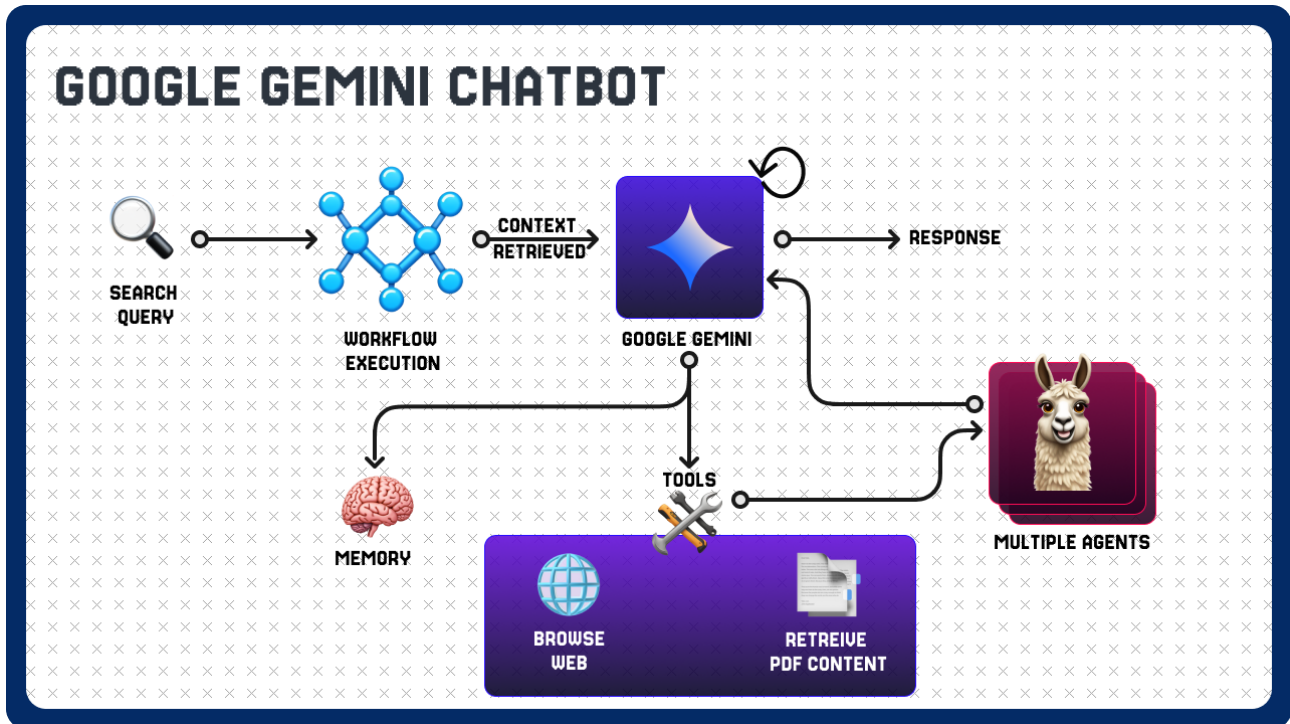 GOOGLE GEMINI CHATBOT
SEARCH
QUERY
WORKFLOW
EXECUTION
CONTEXT
RETRIEVED
GOOGLE GEMINI
RESPONSE
MEMORY
TOOLS
BROWSE
WEB
RETREIVE
PDF CONTENT
MULTIPLE AGENTS